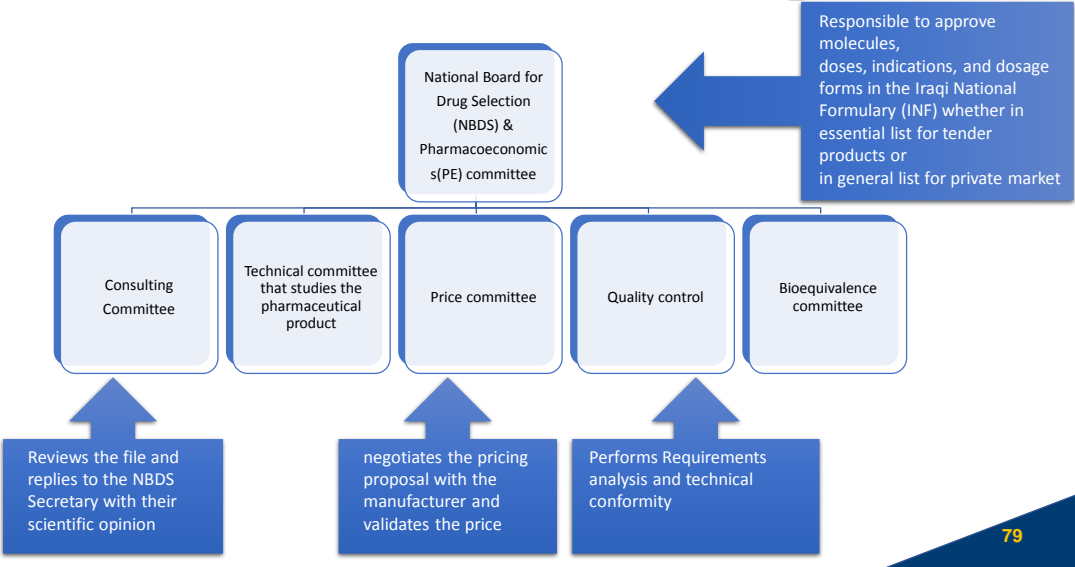 Responsible to approve
molecules,
doses, indications, and dosage
forms in the Iraqi National
Formulary (INF) whether in
essential list for tender
products or
in general list for private market
National Board for
Drug Selection
(NBDS) &
Pharmacoeconomic
s(PE) committee
Consulting
Committee
Technical committee
that studies the
pharmaceutical
product
Price committee
Quality control
Bioequivalence
committee
Reviews the file and
replies to the NBDS
Secretary with their
scientific opinion
negotiates the pricing
proposal with the
manufacturer and
validates the price
Performs Requirements
analysis and technical
conformity
79